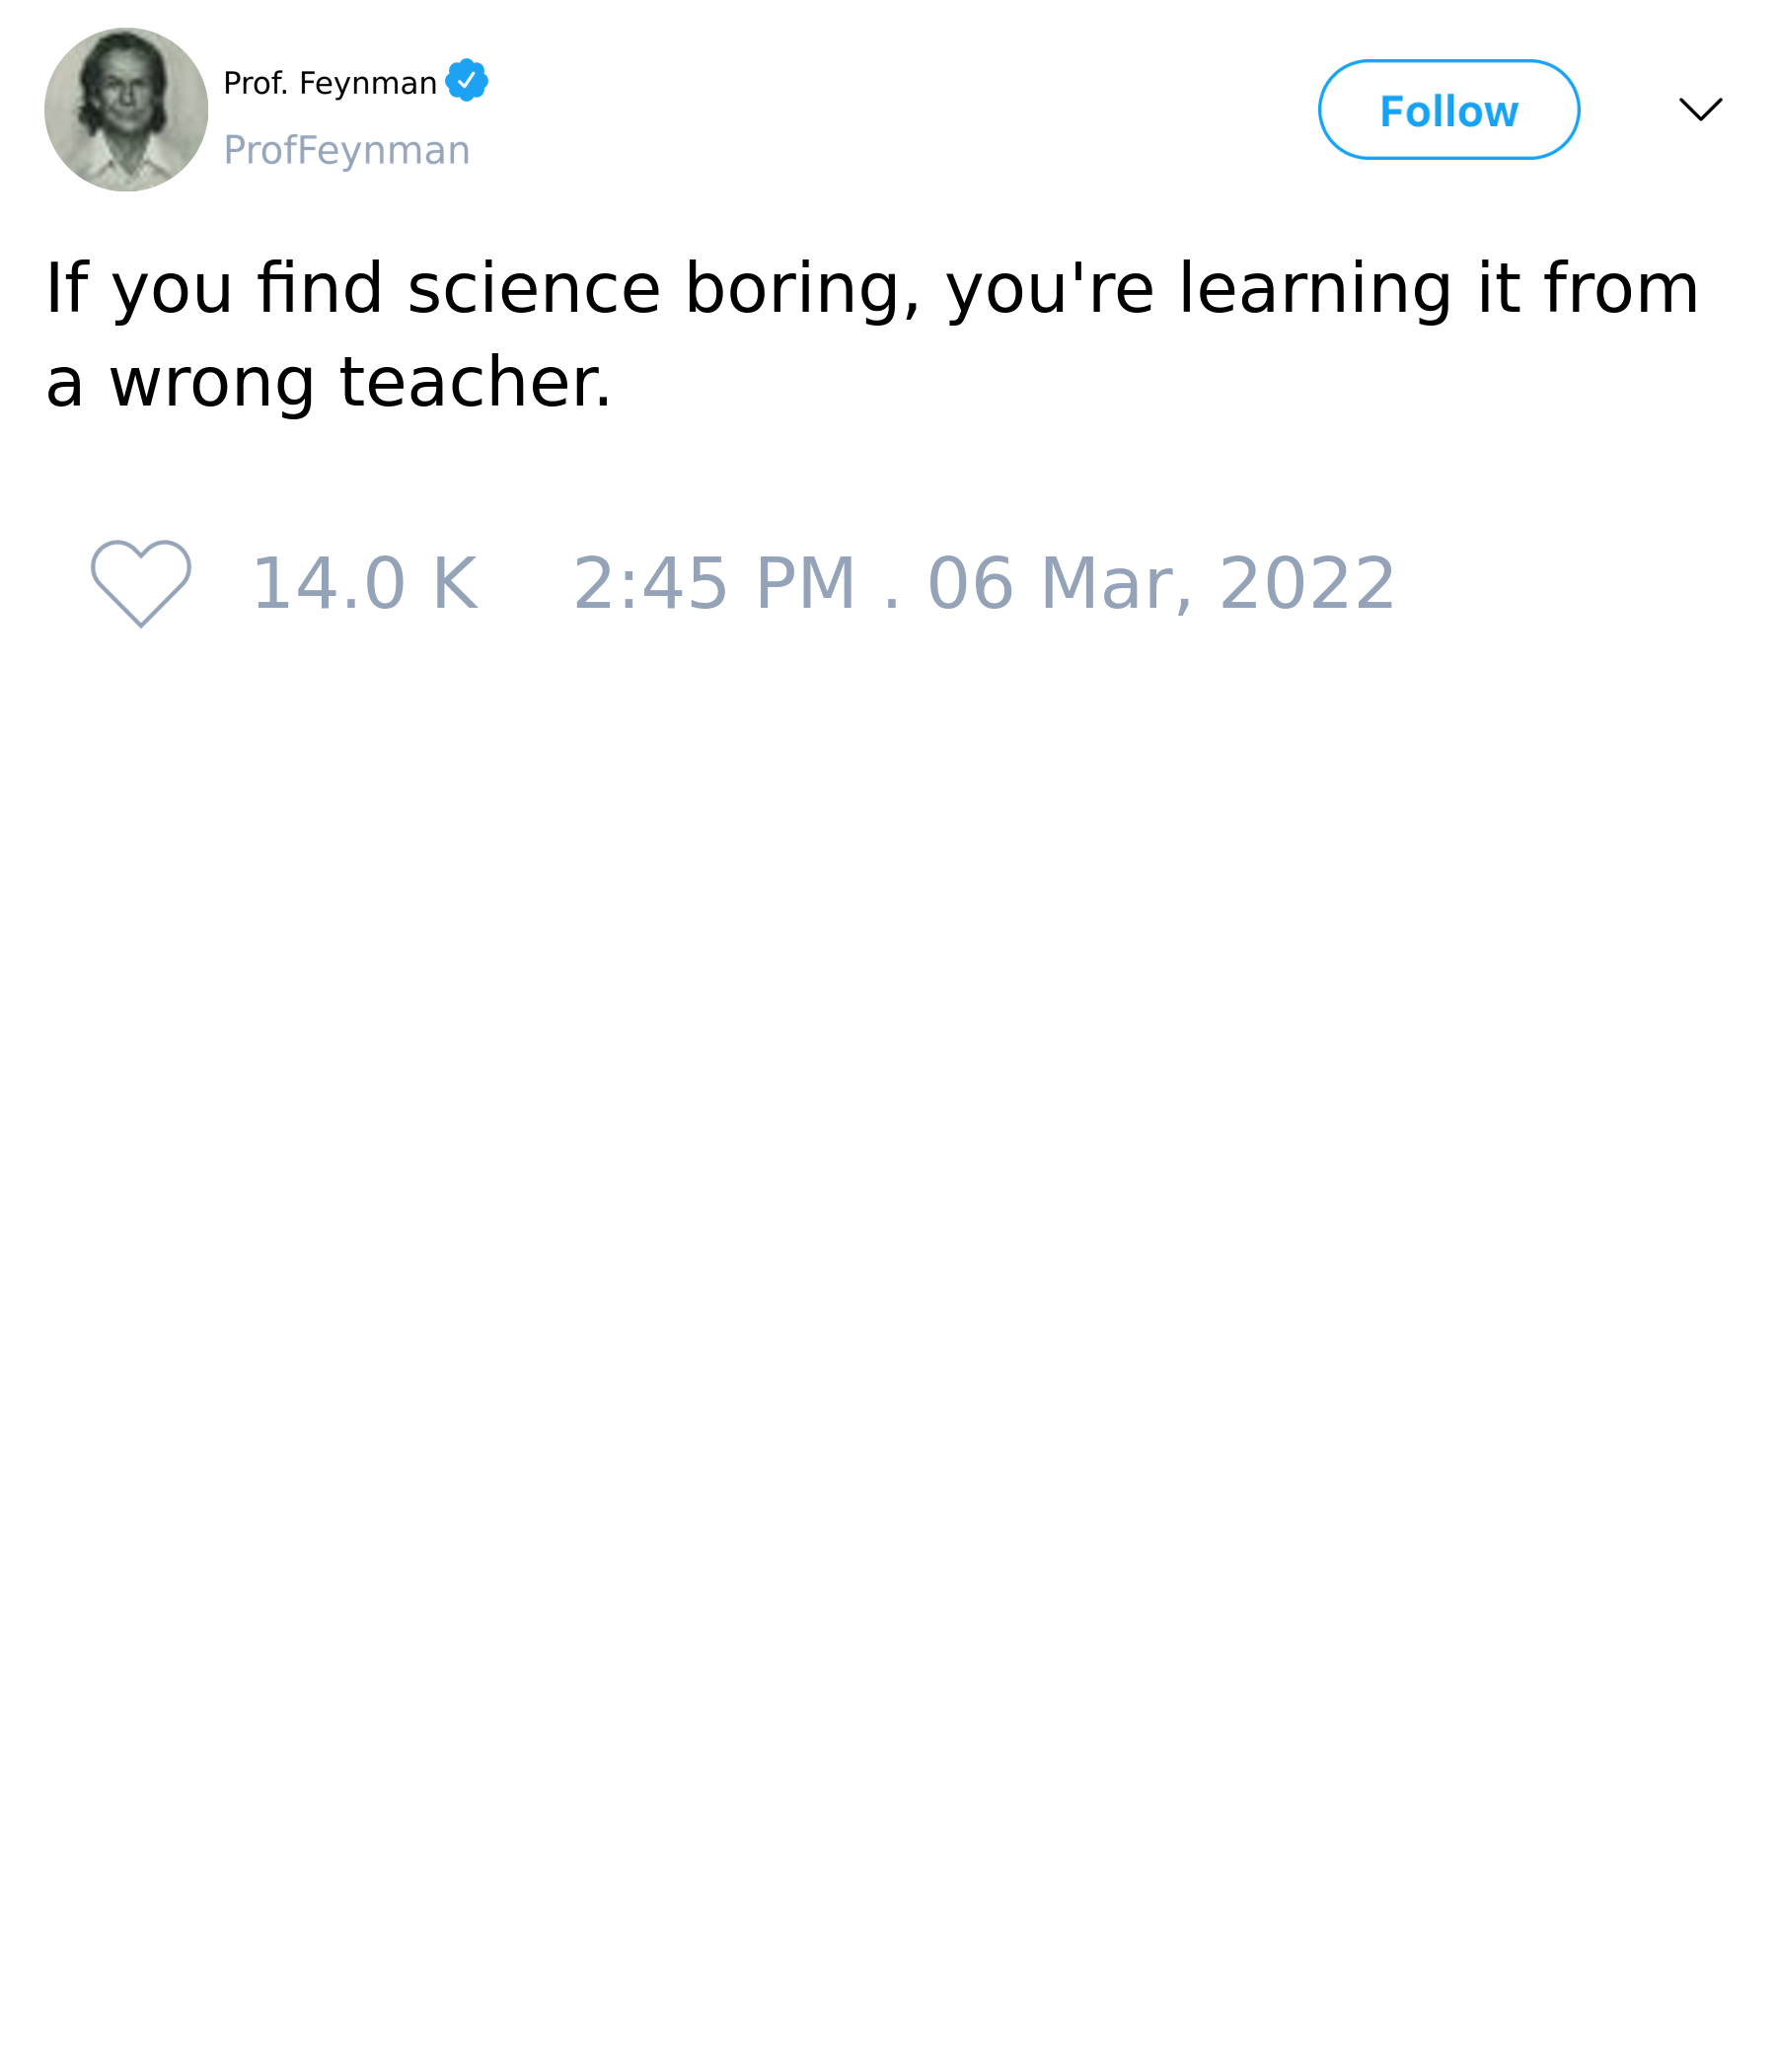 Prof. Feynman
ProfFeynman
Follow
If you find science boring, you're learning it from
a wrong teacher.
14.0 K 2:45 PM . 06 Mar, 2022